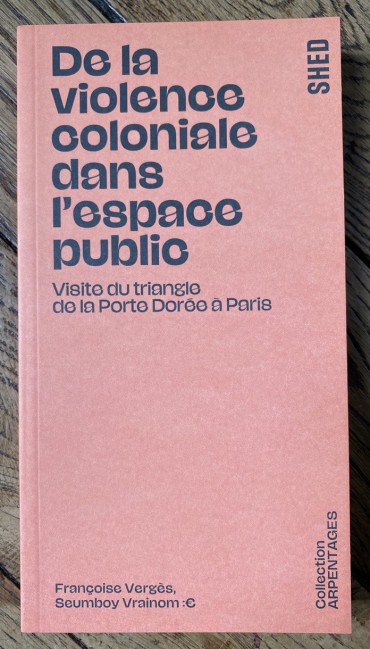 De la
violence
coloniale
dans
l'espace
public
SHED
Visite du triangle
de la Porte Dorée à Paris
Françoise Vergès,
Seumboy Vrainom :€
Collection
ARPENTAGES